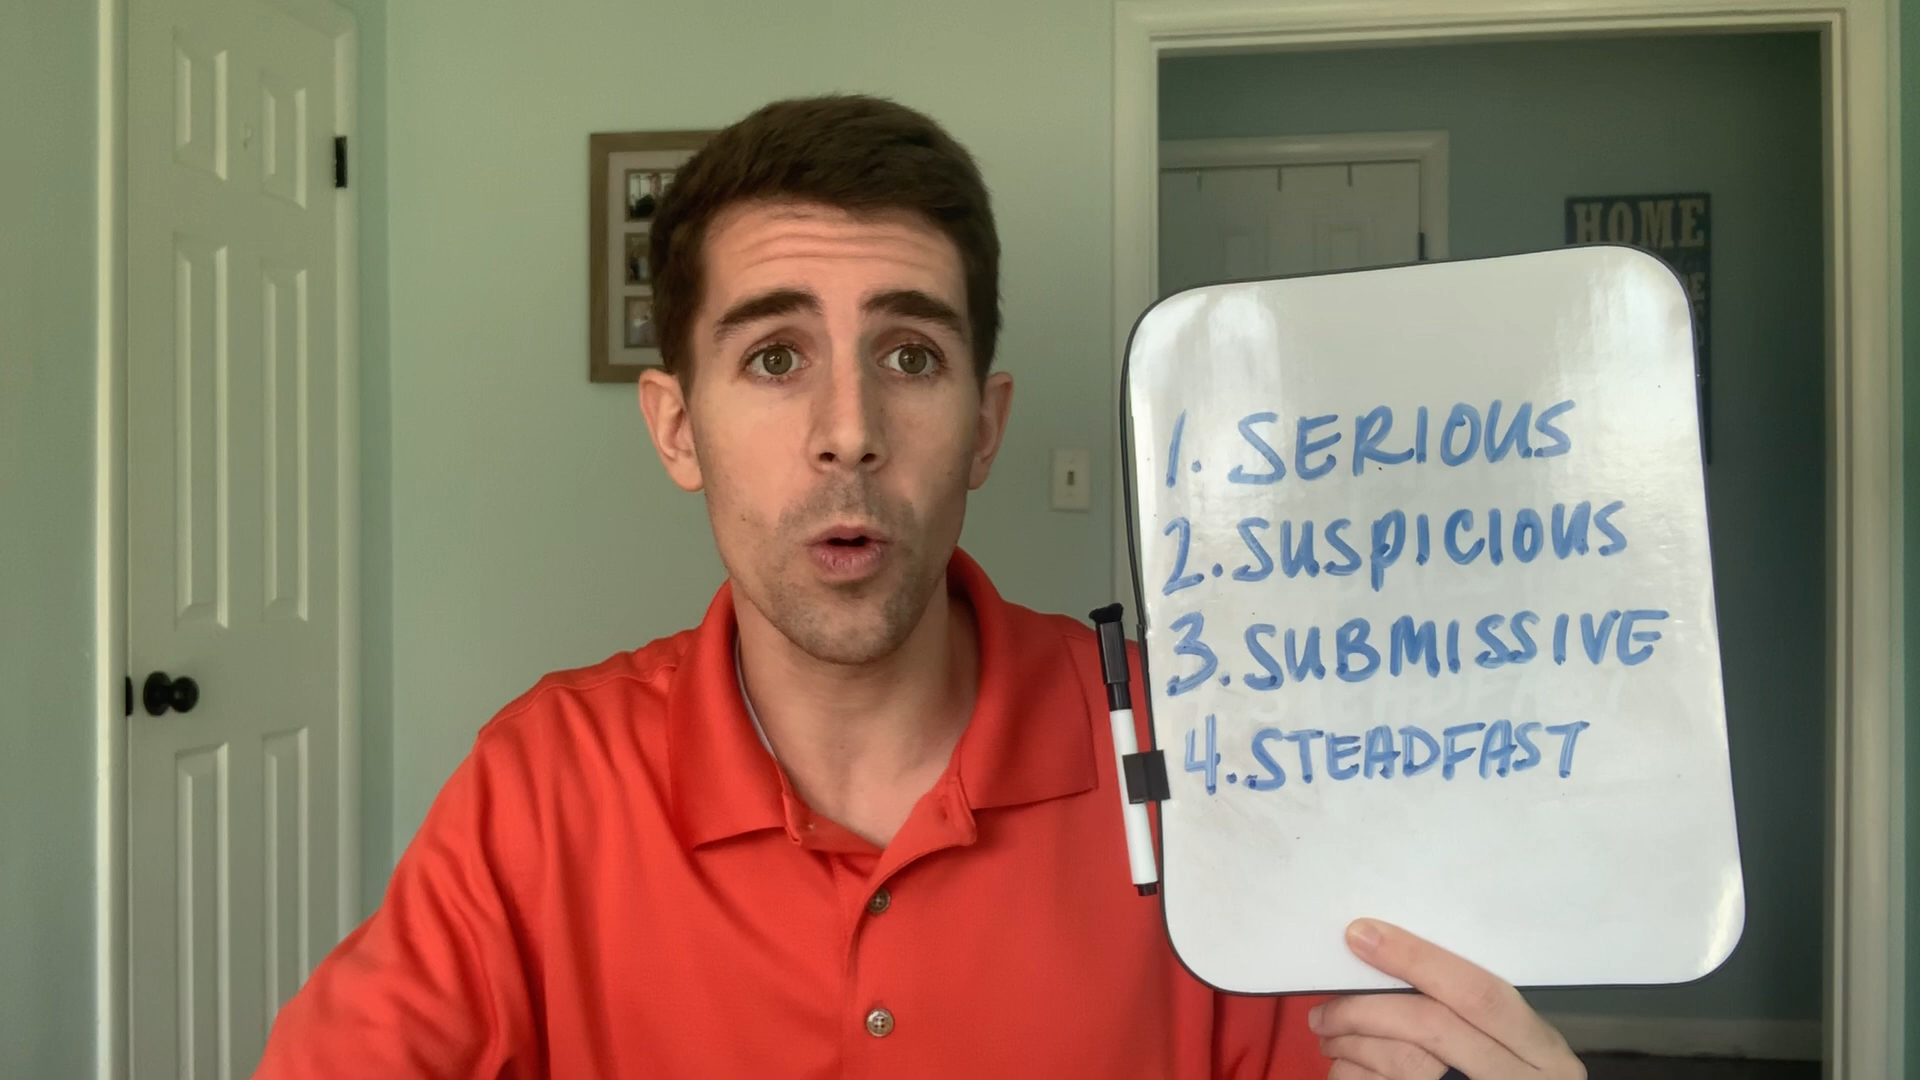 HOME
1. SERIOUS
2. SUSPICIOUS
3. SUBMISSIVE
4. STEADFAST